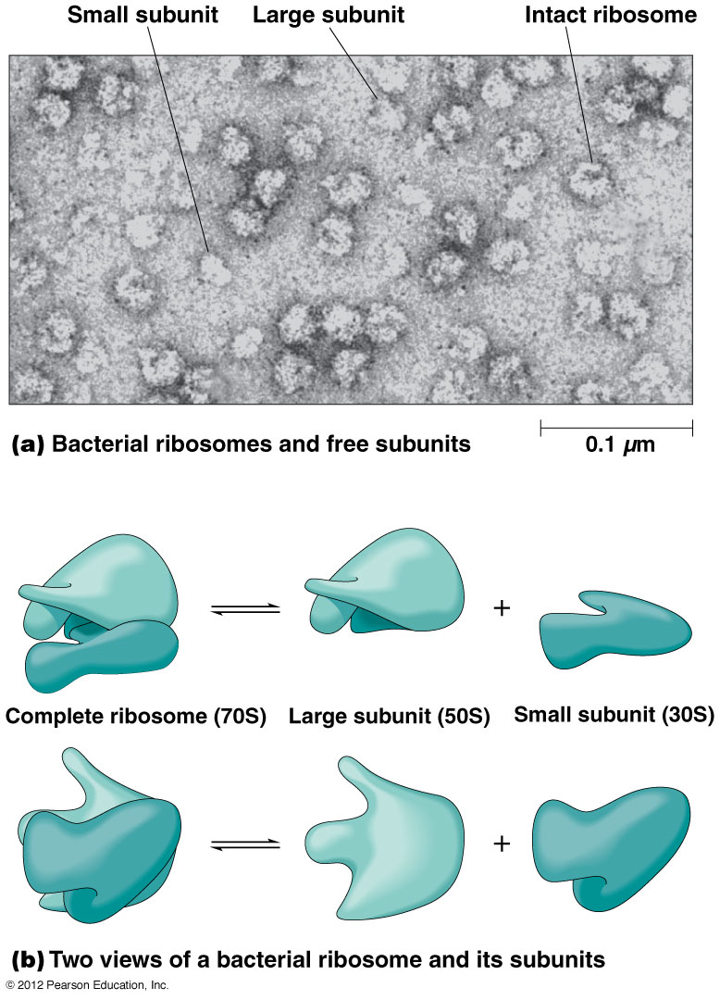 Small subunit Large subunit Intact ribosome
(a) Bacterial ribosomes and free subunits
0.1 µm
+
Complete ribosome (70S) Large subunit (50S) Small subunit (30S)
+
(b) Two views of a bacterial ribosome and its subunits
© 2012 Pearson Education, Inc.